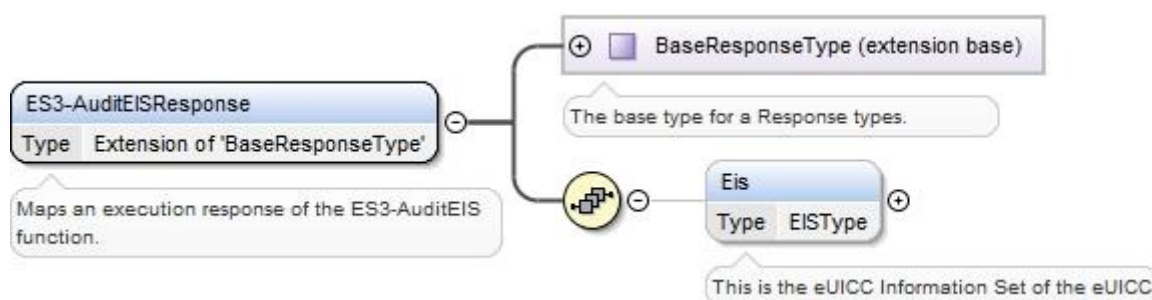 BaseResponseType (extension base)
The base type for a Response types.
ES3-AuditEISResponse
Type Extension of 'BaseResponseType'
Maps an execution response of the ES3-AuditEIS
function.
Eis
Type EISType
This is the eUICC Information Set of the eUICC